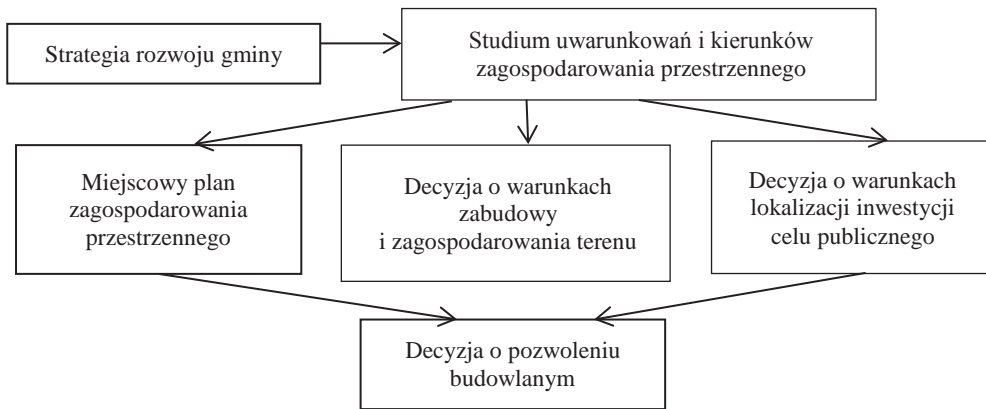 Strategia rozwoju gminy
Studium uwarunkowań i kierunków
zagospodarowania przestrzennego
Miejscowy plan
zagospodarowania
przestrzennego
Decyzja o warunkach
zabudowy
i zagospodarowania terenu
Decyzja o warunkach
lokalizacji inwestycji
celu publicznego
Decyzja o pozwoleniu
budowlanym